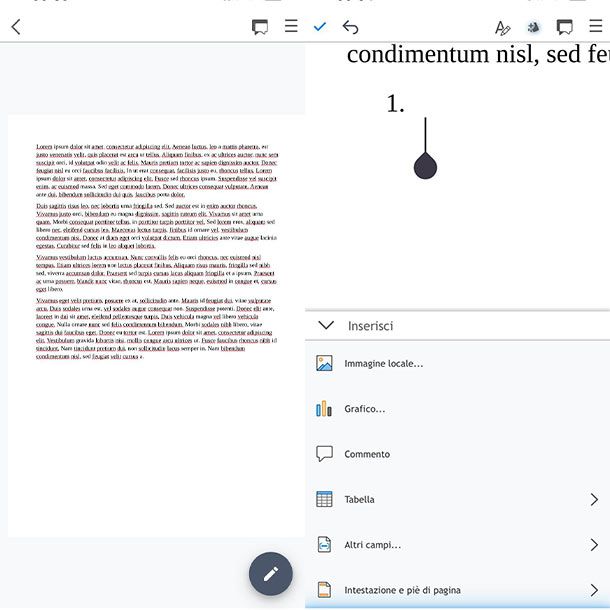 Lorem ipsum dolor sit amet, consectetur adipiscing elit. Aenean luctus, leo a mattis pharetra, est
justo venenatis velit, quis placerat est arcu ut tellus. Aliquam finibus, ex ac ultrices auctor, nunc sem
suscipit orci, id volutpat odio velit ac felis. Mauris pretium tortor ac sapien dignissim auctor. Donec
feugiat nisl eu orci faucibus facilisis. In ut est consequat, facilisis justo eu, rhoncus tellus. Lorem
ipsum dolor sit amet, consectetur adipiscing elit. Fusce sed rhoncus ipsum. Suspendisse vel suscipit
enim, ac euismod massa. Sed eget commodo lorem. Donec ultrices consequat vulputate. Aenean
ante dui, bibendum sollicitudin dui quis, faucibus porta dolor.
Duis sagittis risus leo, nec lobortis urna fringilla sed. Sed auctor est in enim auctor rhoncus.
Vivamus justo orci, bibendum eu magna dignissim, sagittis rutrum elit. Vivamus sit amet urna
quam. Morbi consequat porttitor tellus, in porttitor turpis porttitor vel. Sed lorem eros, aliquam sed
libero nec, eleifend cursus leo. Maecenas lectus turpis, finibus id ornare vel, vestibulum
condimentum nisl. Donec at diam eget orci volutpat dictum. Etiam ultricies ante vitae augue lacinia
egestas. Curabitur sed felis in leo aliquet lobortis.
Vivamus vestibulum luctus accumsan. Nunc convallis felis eu orci rhoncus, nec euismod nisl
tempus. Etiam ultrices lorem non luctus placerat finibus. Aliquam risus mauris, fringilla sed nibh
sed, viverra accumsan dolor. Praesent sed turpis cursus lacus aliquam fringilla et a ipsum. Praesent
ac urna posuere, blandit nunc vitae, rhoncus est. Mauris sapien neque, euismod in congue et, cursus
eget libero.
Vivamus eget velit pretium, posuere ex at, sollicitudin ante. Mauris id feugiat dui, vitae vulputate
arcu. Duis sodales urna est, vel sodales augue consequat non. Suspendisse potenti. Donec elit ante,
laoreet in dui sit amet, eleifend pellentesque turpis. Duis vehicula magna vel libero vehicula
congue. Nulla ornare nunc sed felis condimentum bibendum. Morbi sodales nibh libero, vitae
sagittis dui faucibus eget. Donec eu tortor est. Lorem ipsum dolor sit amet, consectetur adipiscing
elit. Vestibulum gravida lobortis nisi, mollis congue arcu ultrices ut. Fusce faucibus rhoncus nibh id
tincidunt. Nam tincidunt pretium dui, non sollicitudin lacus semper in. Nam bibendum
condimentum nisl, sed feugiat velit cursus a.
condimentum nisl, sed feu
1.
Inserisci
Immagine locale...
Grafico...
Commento
Tabella
Altri campi...
Intestazione e piè di pagina